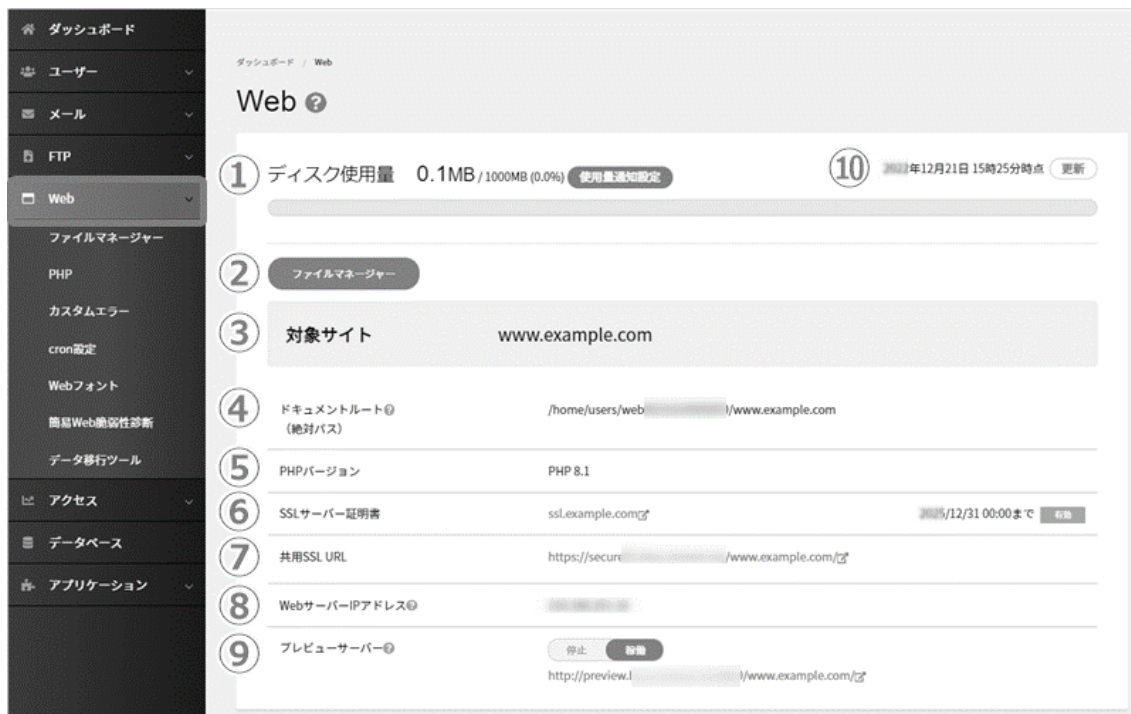 ダッシュボード
ユーザー
メール
FTP
Web
ファイルマネージャー
PHP
カスタムエラー
cron設定
Webフォント
簡易Web脆弱性診断
データ移行ツール
アクセス
データベース
アプリケーション
ダッシュボード / Web
Web ?
① ディスク使用量 0.1MB / 1000MB (0.0%) 使用量通知設定
⑩ 年12月21日 15時25分時点 更新
② ファイルマネージャー
③ 対象サイト www.example.com
④ ドキュメントルート? /home/users/web /www.example.com
(絶対パス)
⑤ PHPバージョン PHP 8.1
⑥ SSLサーバー証明書 ssl.example.com /12/31 00:00まで 有効
⑦ 共用SSL URL https://secure /www.example.com/
⑧ WebサーバーIPアドレス?
⑨ プレビューサーバー? 停止 稼働
http://preview. /www.example.com/